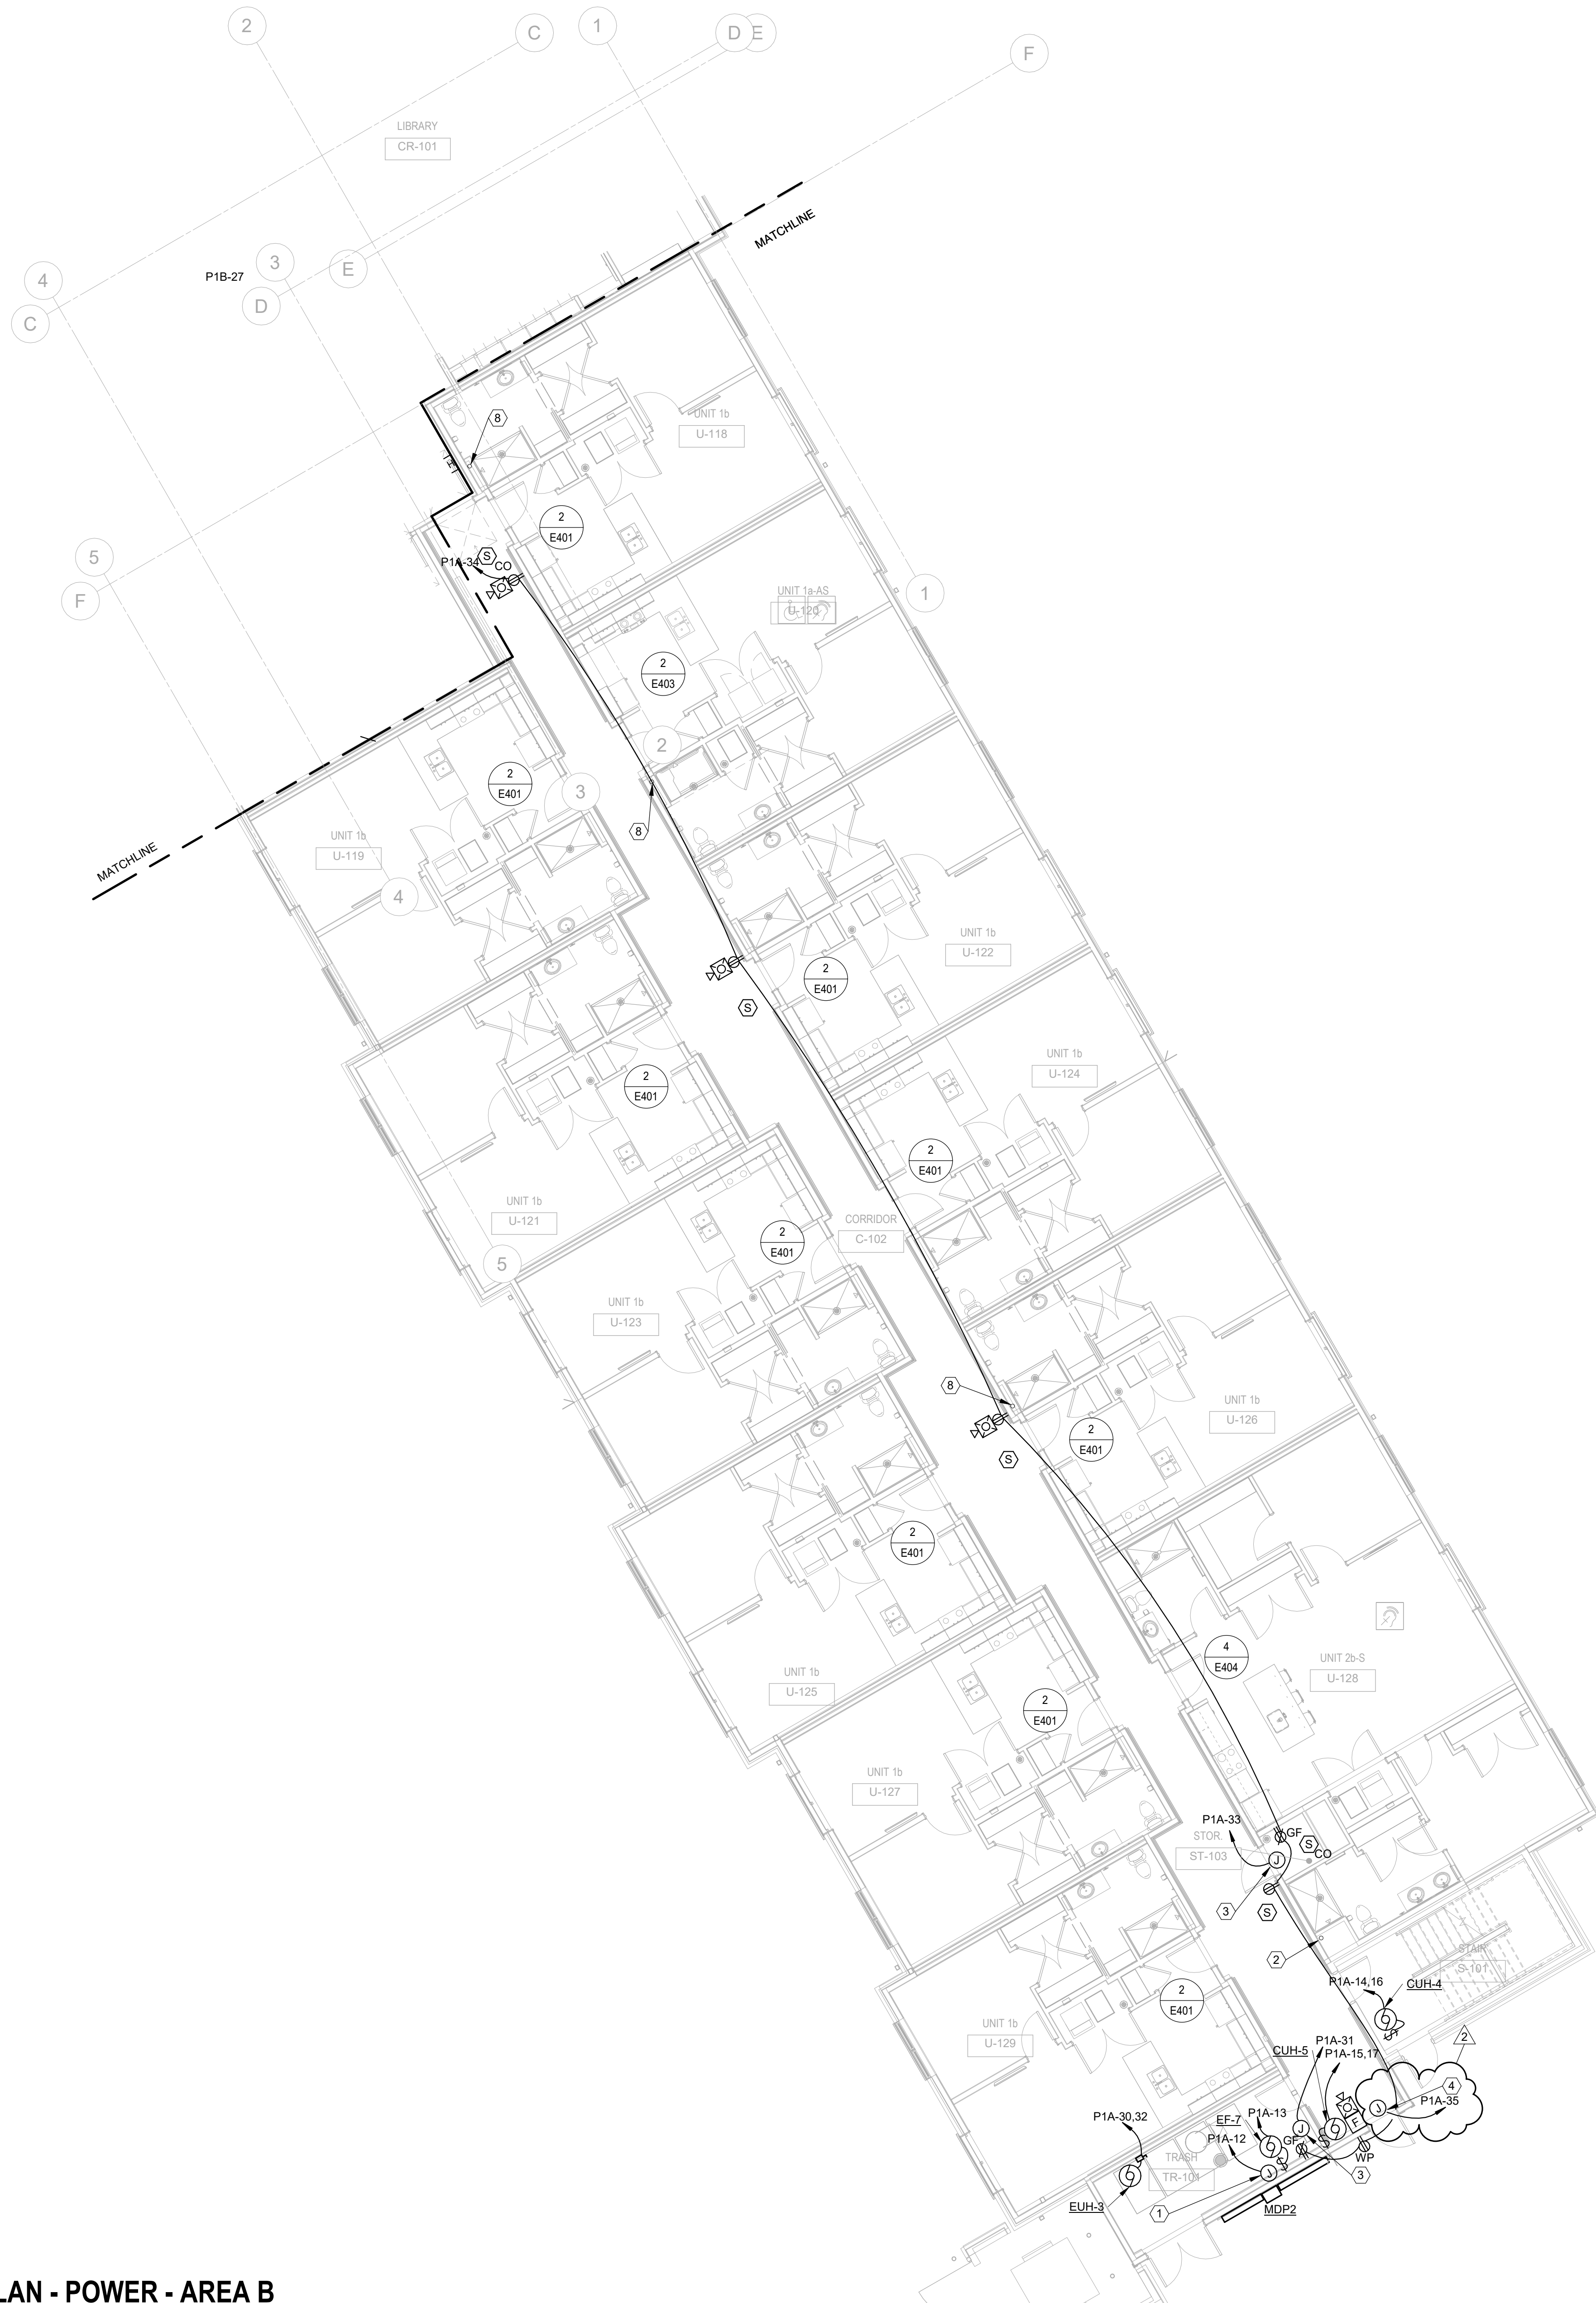 2
C
1
D
E
F
LIBRARY
CR-101
MATCHLINE
4
3
E
P1B-27
D
C
8
UNIT 1b
U-118
2
E401
5
P1A-34
S
CO
F
UNIT 1a-AS
U-120
1
2
E403
2
2
E401
3
8
UNIT 1b
U-119
MATCHLINE
4
UNIT 1b
U-122
2
E401
S
UNIT 1b
U-124
2
E401
2
E401
UNIT 1b
U-121
CORRIDOR
C-102
2
E401
5
UNIT 1b
U-123
8
UNIT 1b
U-126
2
E401
S
2
E401
4
E404
UNIT 2b-S
U-128
UNIT 1b
U-125
2
E401
UNIT 1b
U-127
P1A-33
GF
S
CO
STOR.
ST-103
J
3
S
2
STAIR
S-101
P1A-14,16
CUH-4
$
2
E401
UNIT 1b
U-129
P1A-31
2
CUH-5
P1A-15,17
4
P1A-35
J
F
P1A-30,32
EF-7
P1A-13
J
$
P1A-12
GF
WP
TRASH
TR-101
J
$
3
EUH-3
1
MDP2
LAN - POWER - AREA B